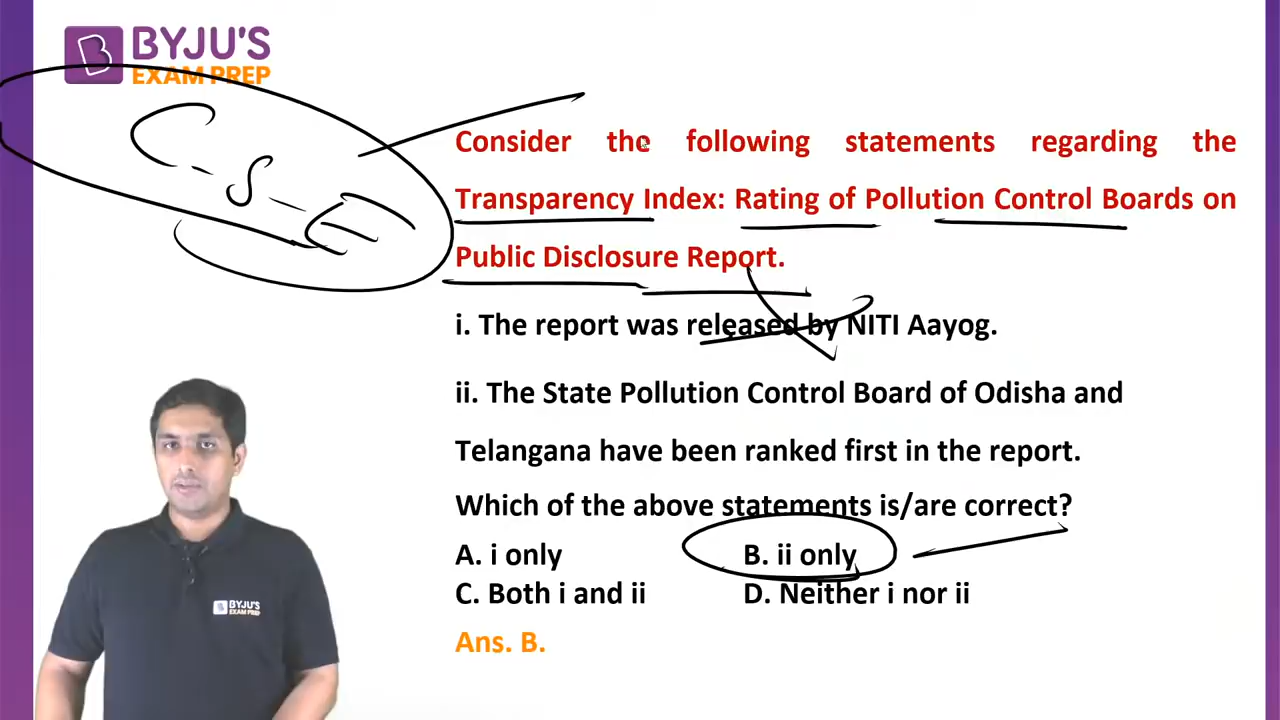 BYJU'S
EXAM PREP
C-S-E
Consider the following statements regarding the
Transparency Index: Rating of Pollution Control Boards on
Public Disclosure Report.
i. The report was released by NITI Aayog.
ii. The State Pollution Control Board of Odisha and
Telangana have been ranked first in the report.
Which of the above statements is/are correct?
A. i only B. ii only
C. Both i and ii D. Neither i nor ii
Ans. B.
BYJU'S
EXAM PREP